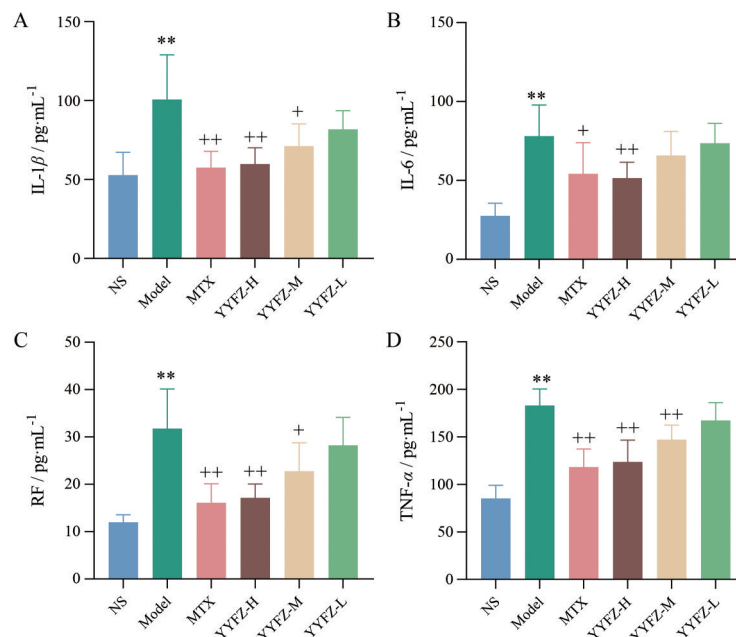 A
IL-1β / pg·mL⁻¹
150
100
50
0
**
++
++
+
NS
Model
MTX
YYFZ-H
YYFZ-M
YYFZ-L
B
IL-6 / pg·mL⁻¹
150
100
50
0
**
+
++
NS
Model
MTX
YYFZ-H
YYFZ-M
YYFZ-L
C
RF / pg·mL⁻¹
50
40
30
20
10
0
**
++
++
+
NS
Model
MTX
YYFZ-H
YYFZ-M
YYFZ-L
D
TNF-α / pg·mL⁻¹
250
200
150
100
50
0
**
++
++
++
NS
Model
MTX
YYFZ-H
YYFZ-M
YYFZ-L